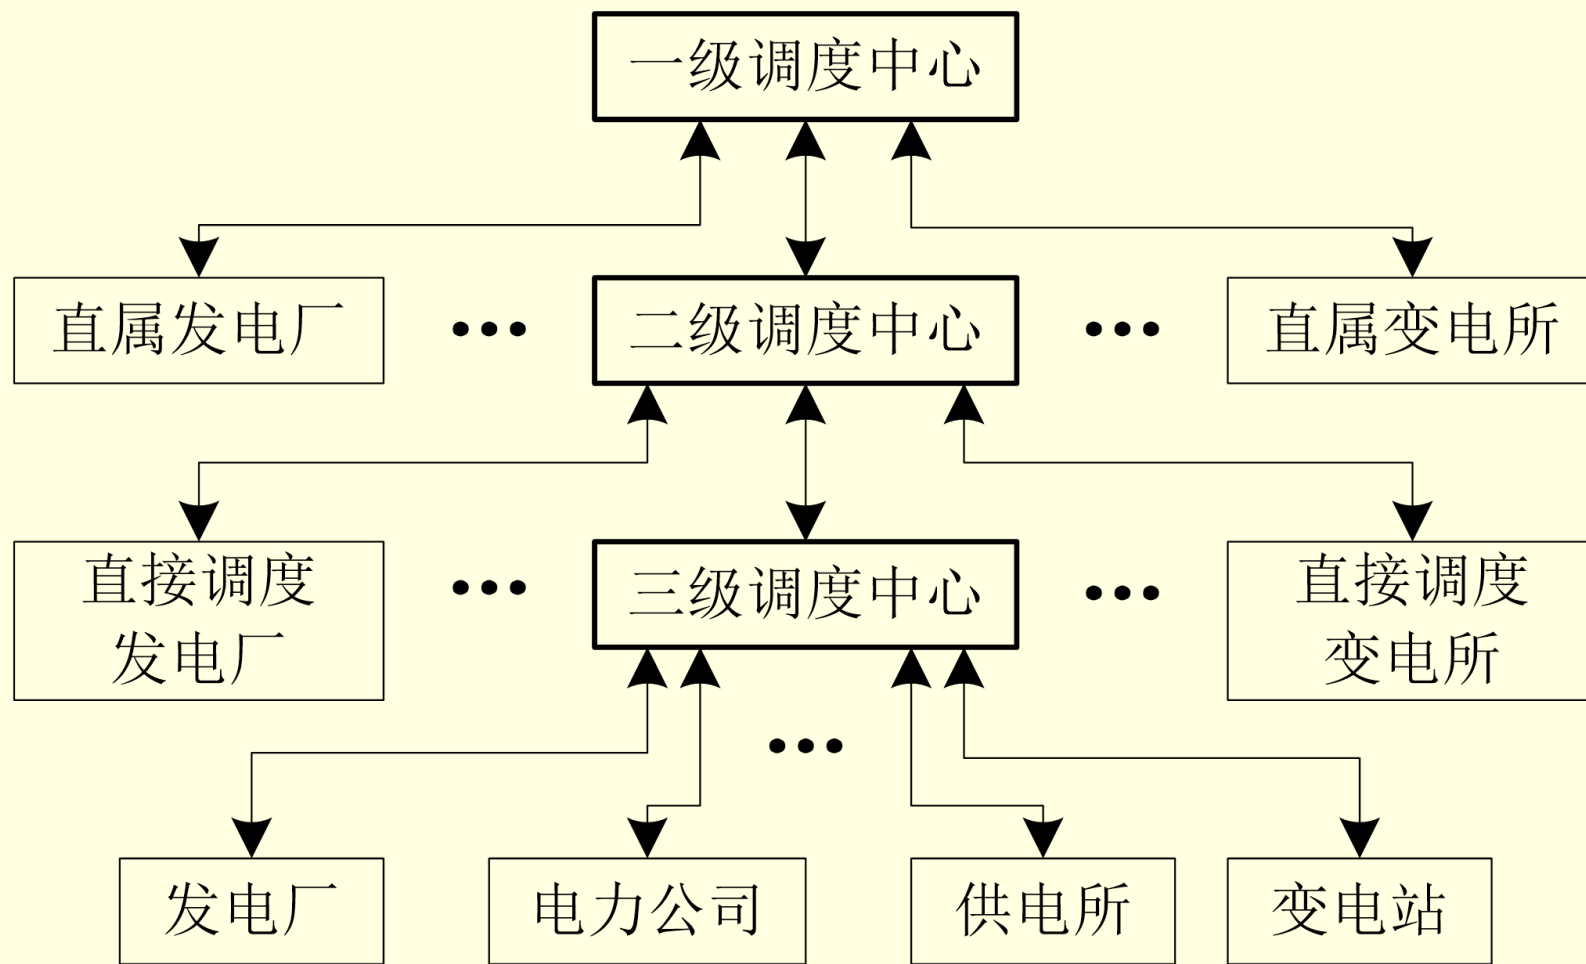 一级调度中心
直属发电厂
•••
二级调度中心
•••
直属变电所
直接调度
发电厂
•••
三级调度中心
•••
直接调度
变电所
•••
发电厂
电力公司
供电所
变电站